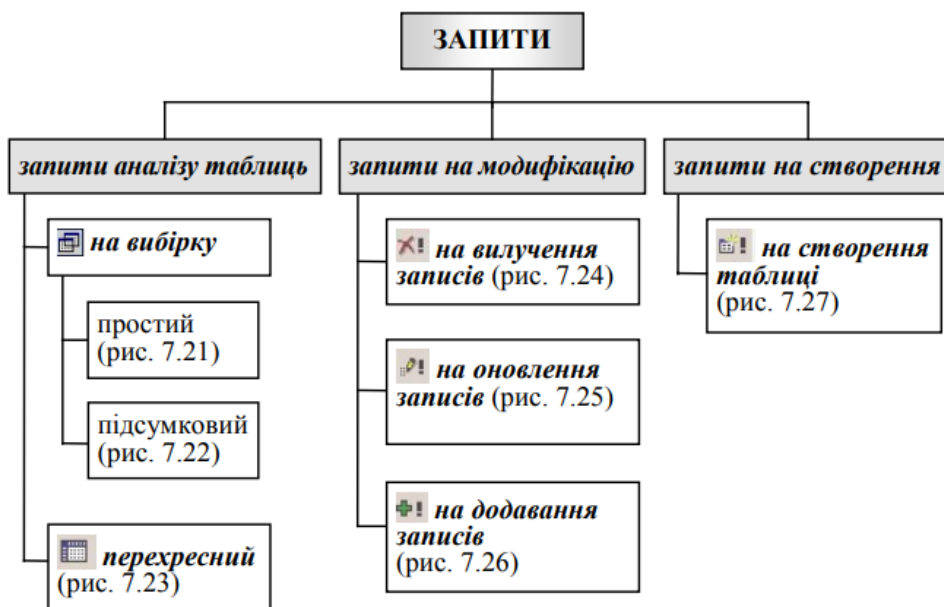 ЗАПИТИ
запити аналізу таблиць
запити на модифікацію
запити на створення
на вибірку
простий
(рис. 7.21)
підсумковий
(рис. 7.22)
перехресний
(рис. 7.23)
на вилучення
записів (рис. 7.24)
на оновлення
записів (рис. 7.25)
на додавання
записів
(рис. 7.26)
на створення
таблиці
(рис. 7.27)